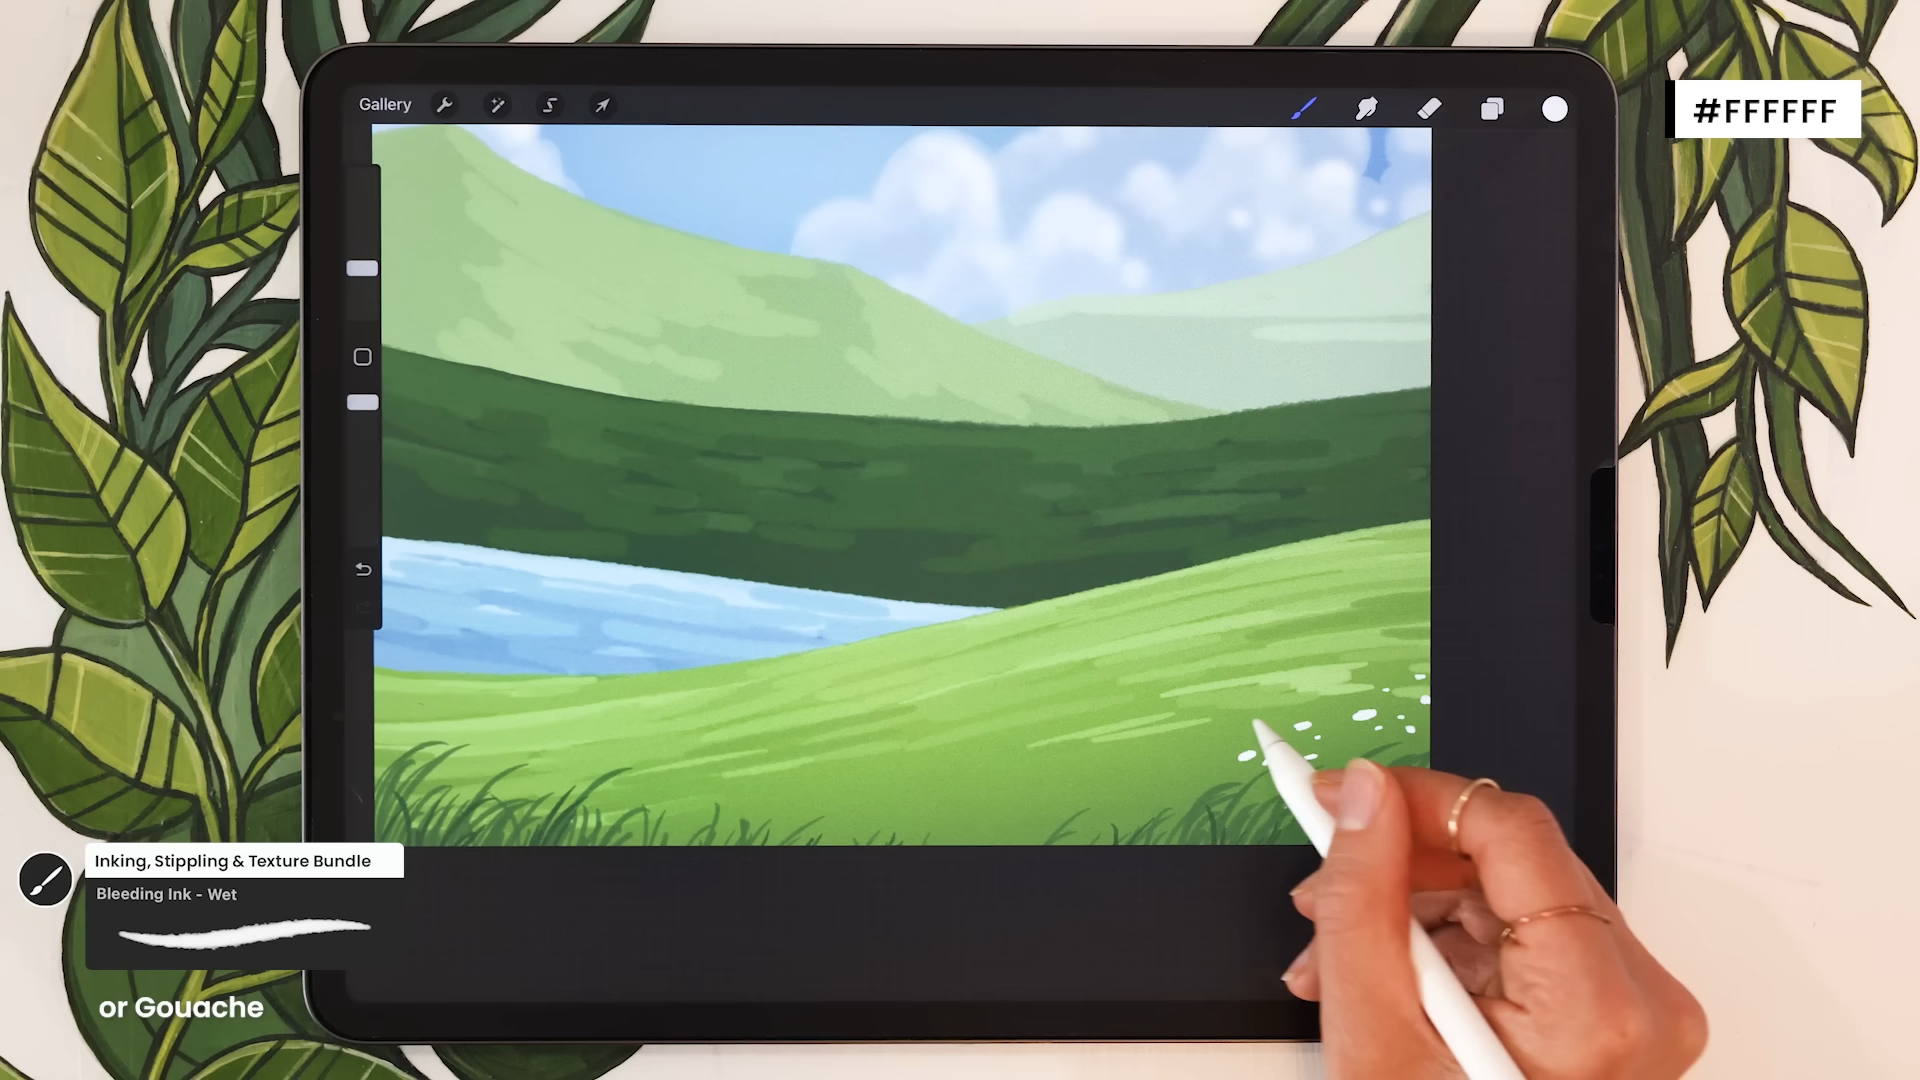 Gallery
#FFFFFF
Inking, Stippling & Texture Bundle
Bleeding Ink - Wet
or Gouache